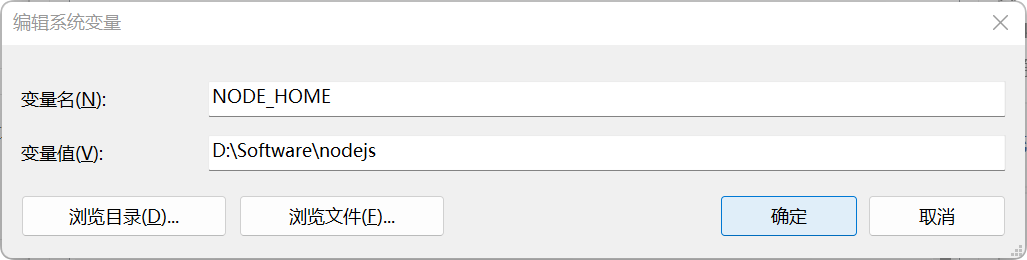 编辑系统变量
变量名(N):
NODE_HOME
变量值(V):
D:\Software\nodejs
浏览目录(D)...
浏览文件(F)...
确定
取消